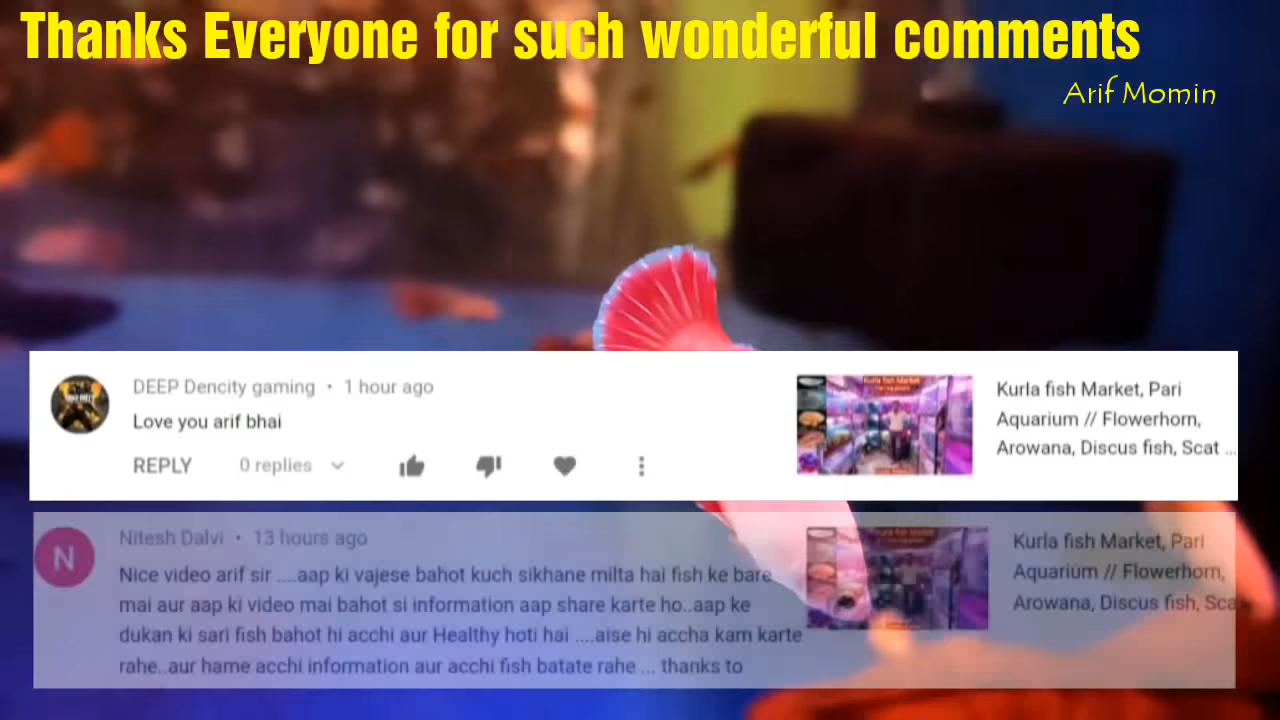 Thanks Everyone for such wonderful comments
Arif Momin
DEEP Dencity gaming • 1 hour ago
Love you arif bhai
REPLY 0 replies
Kurla fish Market, Pari
Aquarium // Flowerhorn,
Arowana, Discus fish, Scat ...
N
Nitesh Dalvi • 13 hours ago
Nice video arif sir ....aap ki vajese bahot kuch sikhane milta hai fish ke bare
mai aur aap ki video mai bahot si information aap share karte ho..aap ke
dukan ki sari fish bahot hi acchi aur Healthy hoti hai ....aise hi accha kam karte
rahe..aur hame acchi information aur acchi fish batate rahe ... thanks to
Kurla fish Market, Pari
Aquarium // Flowerhorn,
Arowana, Discus fish, Sca